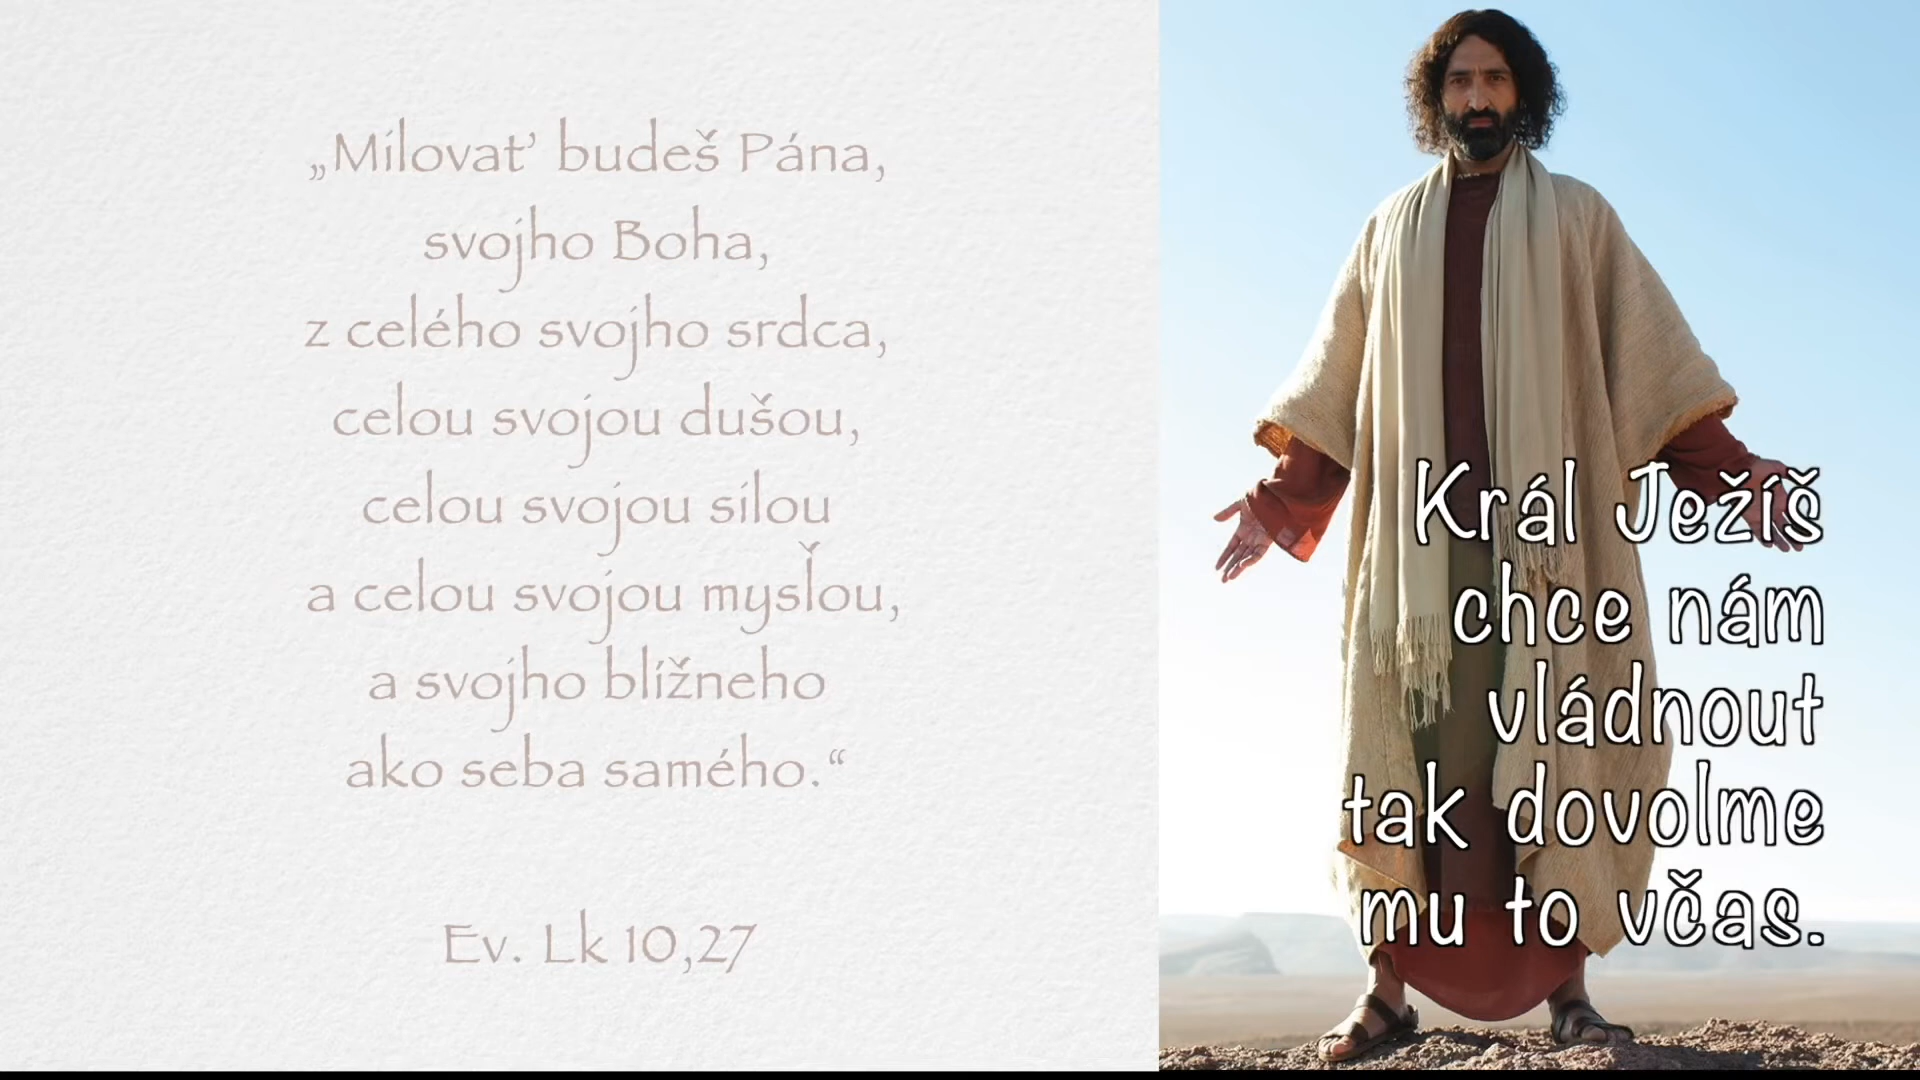 „Milovať budeš Pána,
svojho Boha,
z celého svojho srdca,
celou svojou dušou,
celou svojou silou
a celou svojou mysľou,
a svojho blížneho
ako seba samého.“
Ev. Lk 10,27
Král Ježíš
chce nám
vládnout
tak dovolme
mu to včas.